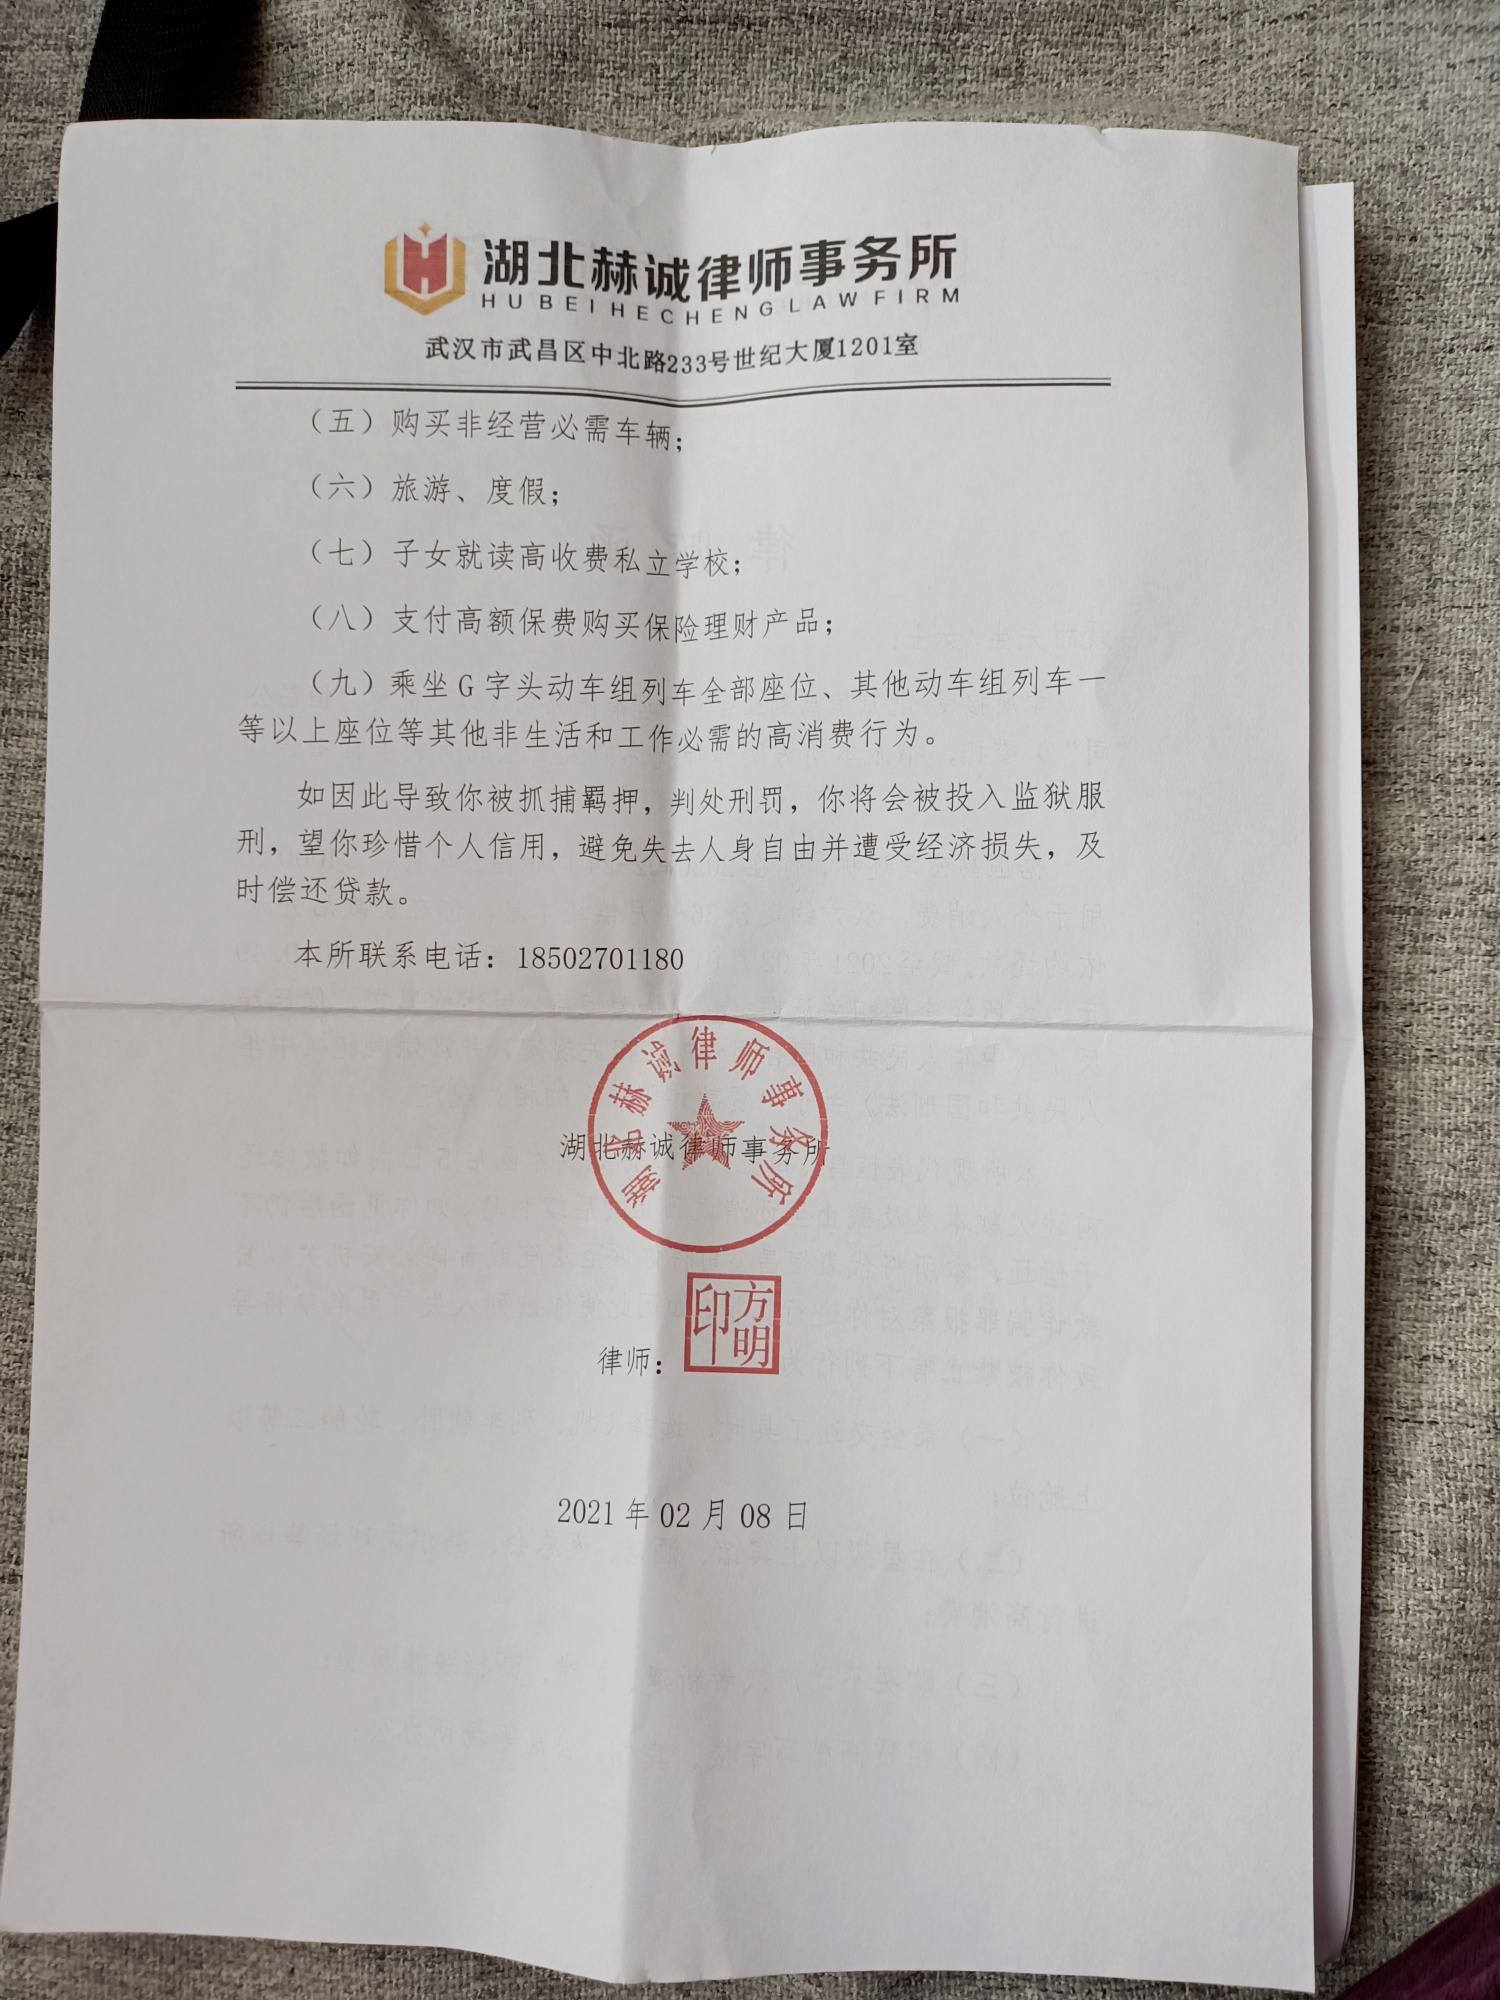 湖北赫诚律师事务所
HUBEIHECHENGLAWFIRM
武汉市武昌区中北路233号世纪大厦1201室
（五）购买非经营必需车辆；
（六）旅游、度假；
（七）子女就读高收费私立学校；
（八）支付高额保费购买保险理财产品；
（九）乘坐G字头动车组列车全部座位、其他动车组列车一
等以上座位等其他非生活和工作必需的高消费行为。
如因此导致你被抓捕羁押，判处刑罚，你将会被投入监狱服
刑，望你珍惜个人信用，避免失去人身自由并遭受经济损失，及
时偿还贷款。
本所联系电话：18502701180
湖北赫诚律师事务所
湖北赫诚律师事务所
律师：
方明印
2021年02月08日